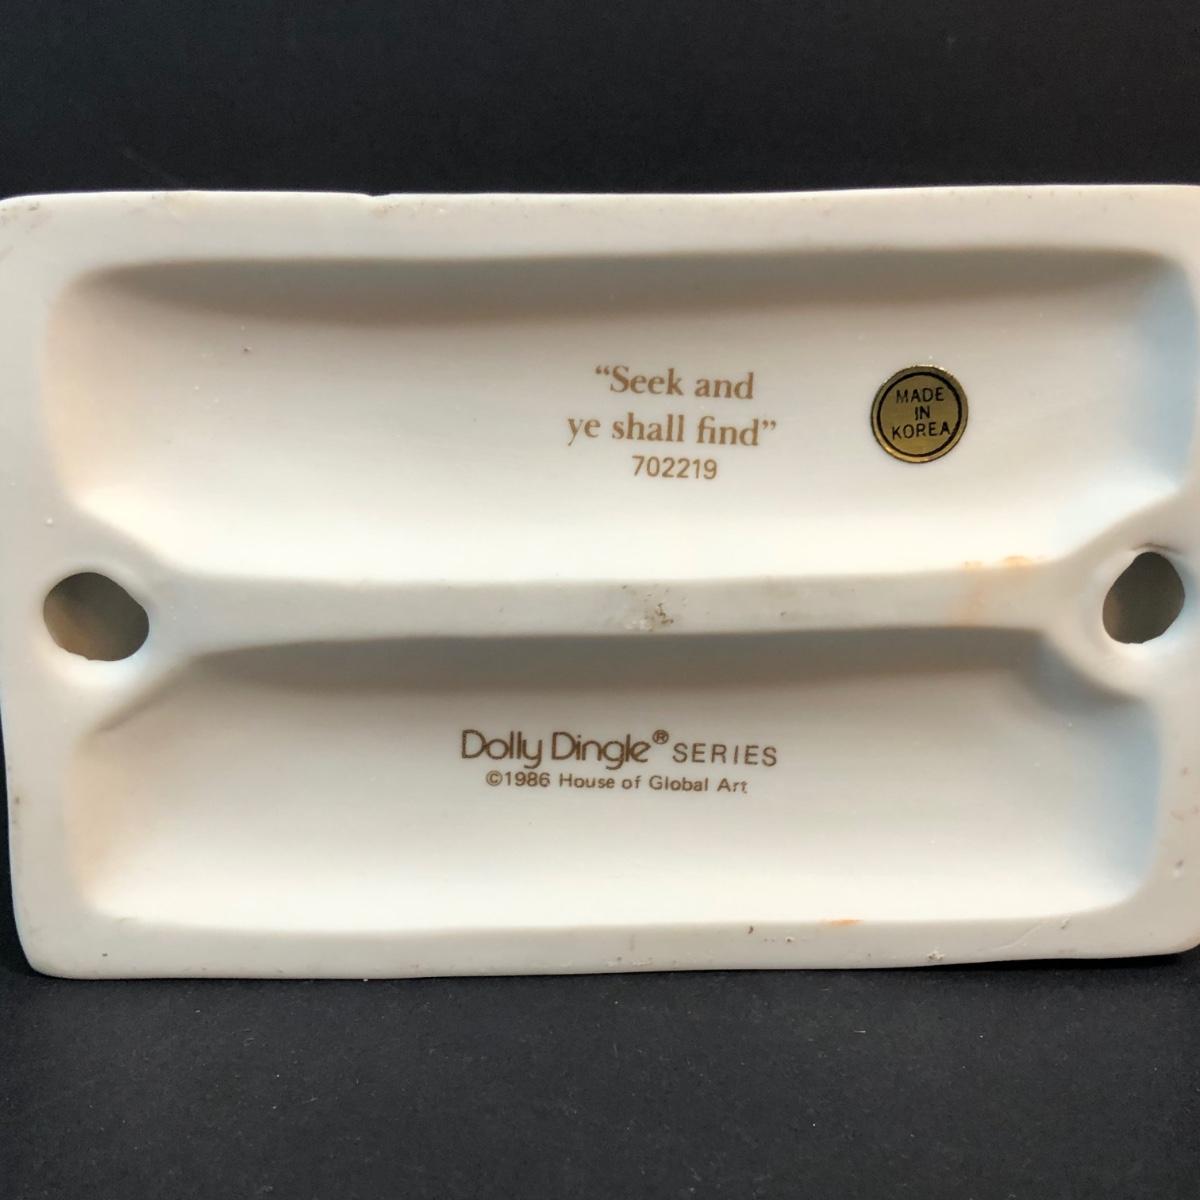 “Seek and
ye shall find”
702219
MADE
IN
KOREA
Dolly Dingle® SERIES
©1986 House of Global Art